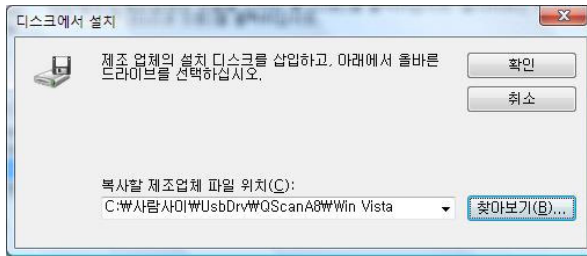 디스크에서 설치
제조 업체의 설치 디스크를 삽입하고, 아래에서 올바른
드라이브를 선택하십시오.
확인
취소
복사할 제조업체 파일 위치(C):
C:₩사람사이₩UsbDrv₩QScanA8₩Win Vista
찾아보기(B)...